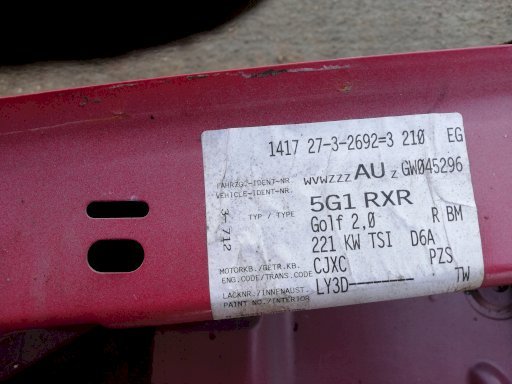 1417 27-3-2692=3 210 EG
FAHRZG.-IDENT-NR.
VEHICLE-IDENT-NR.
WVWZZZ AU Z GW045296
TYP / TYPE
5G1 RXR
Golf 2,0 R BM
221 KW TSI D6A
MOTORKB./GETR.KB.
ENG.CODE/TRANS.CODE
CJXC PZS
LACKNR./INNENAUST.
PAINT NO./INTERIOR
LY3D--------- 7W